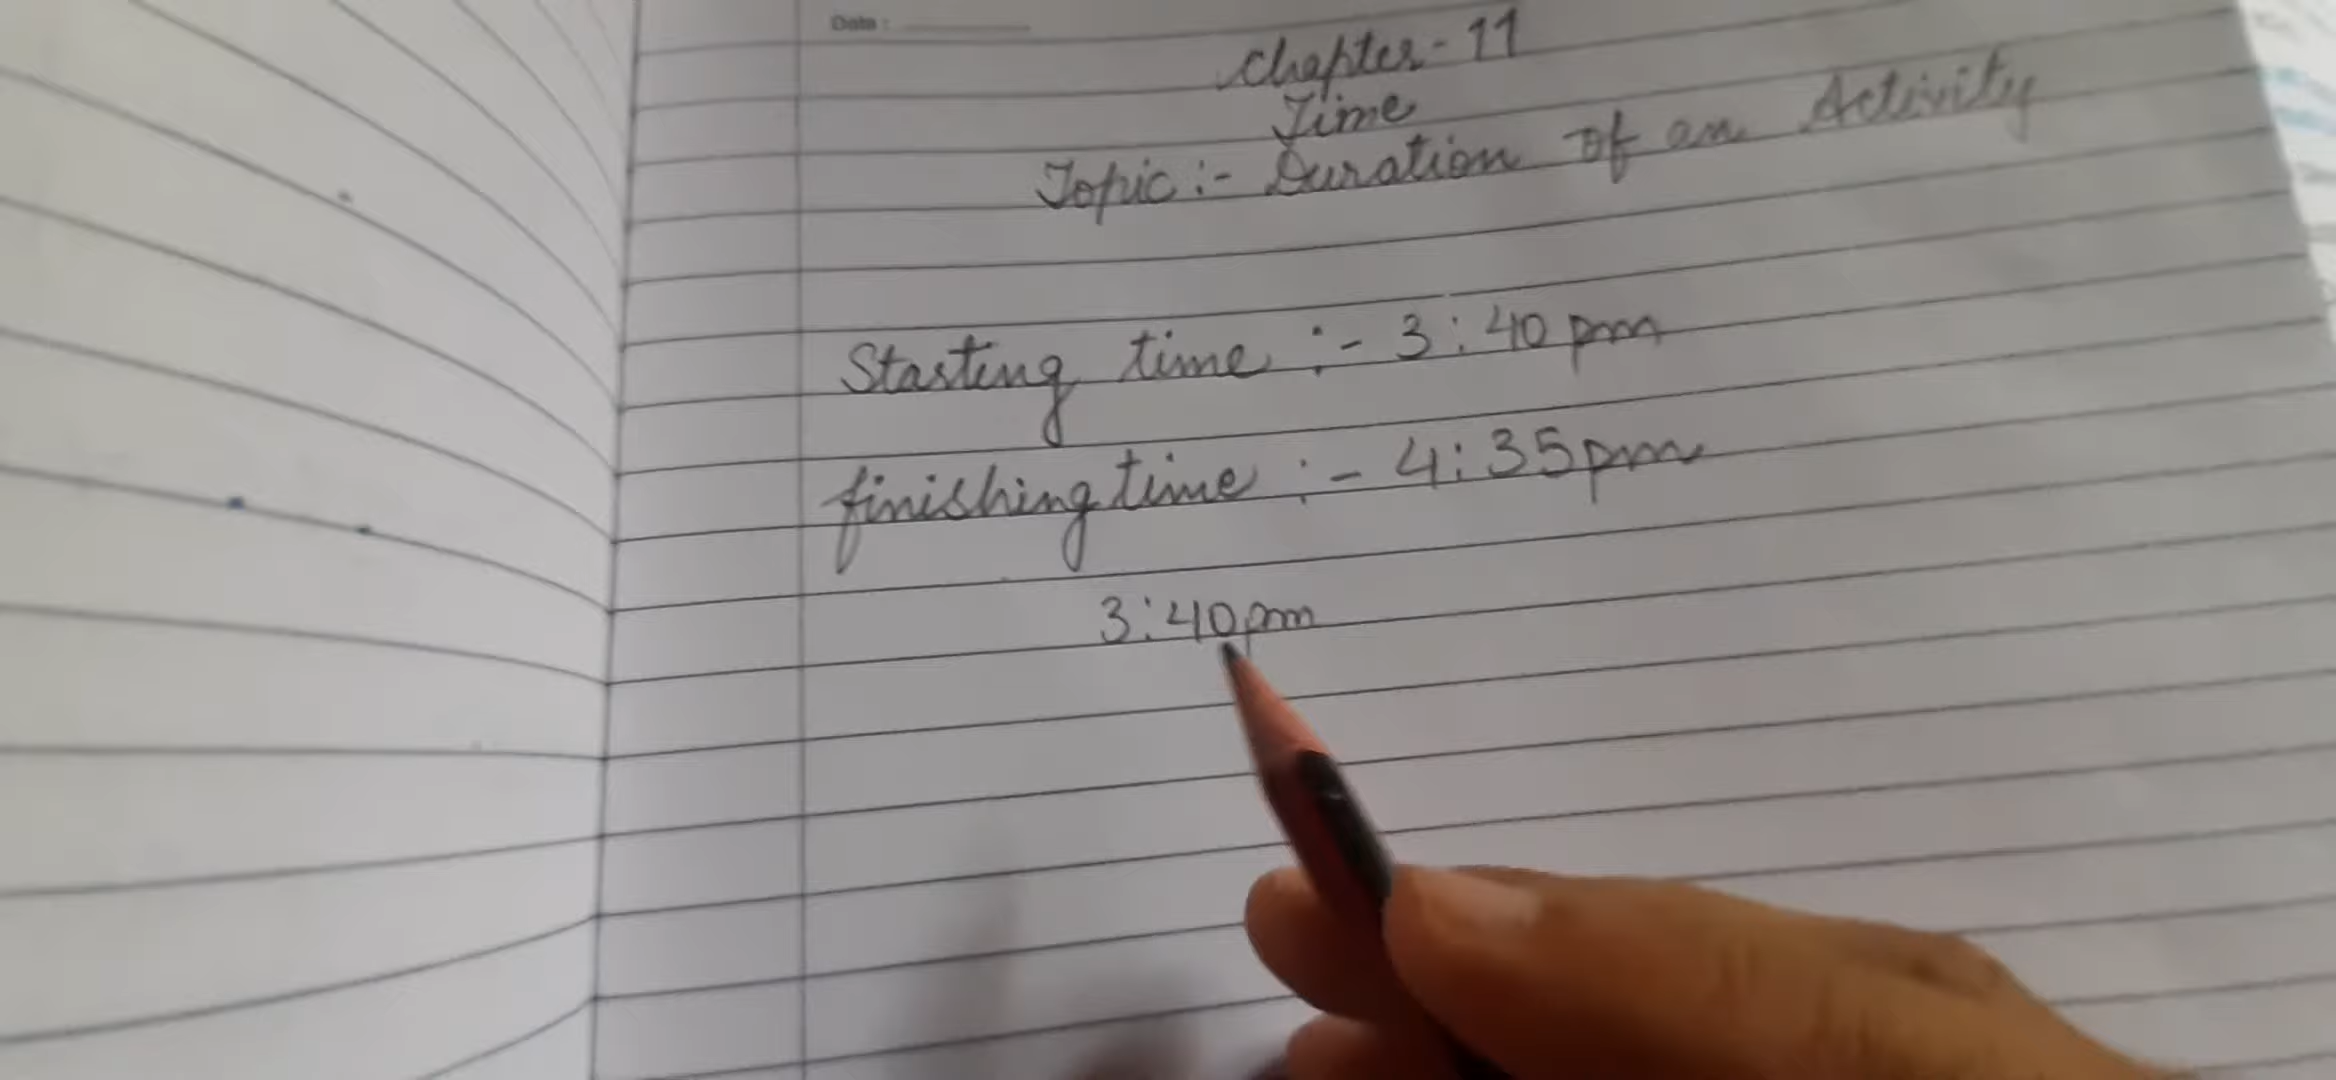 Date :
Chapter - 11
Time
Topic :- Duration of an Activity
Starting time :- 3:40 pm
finishing time :- 4:35 pm
3:40 pm